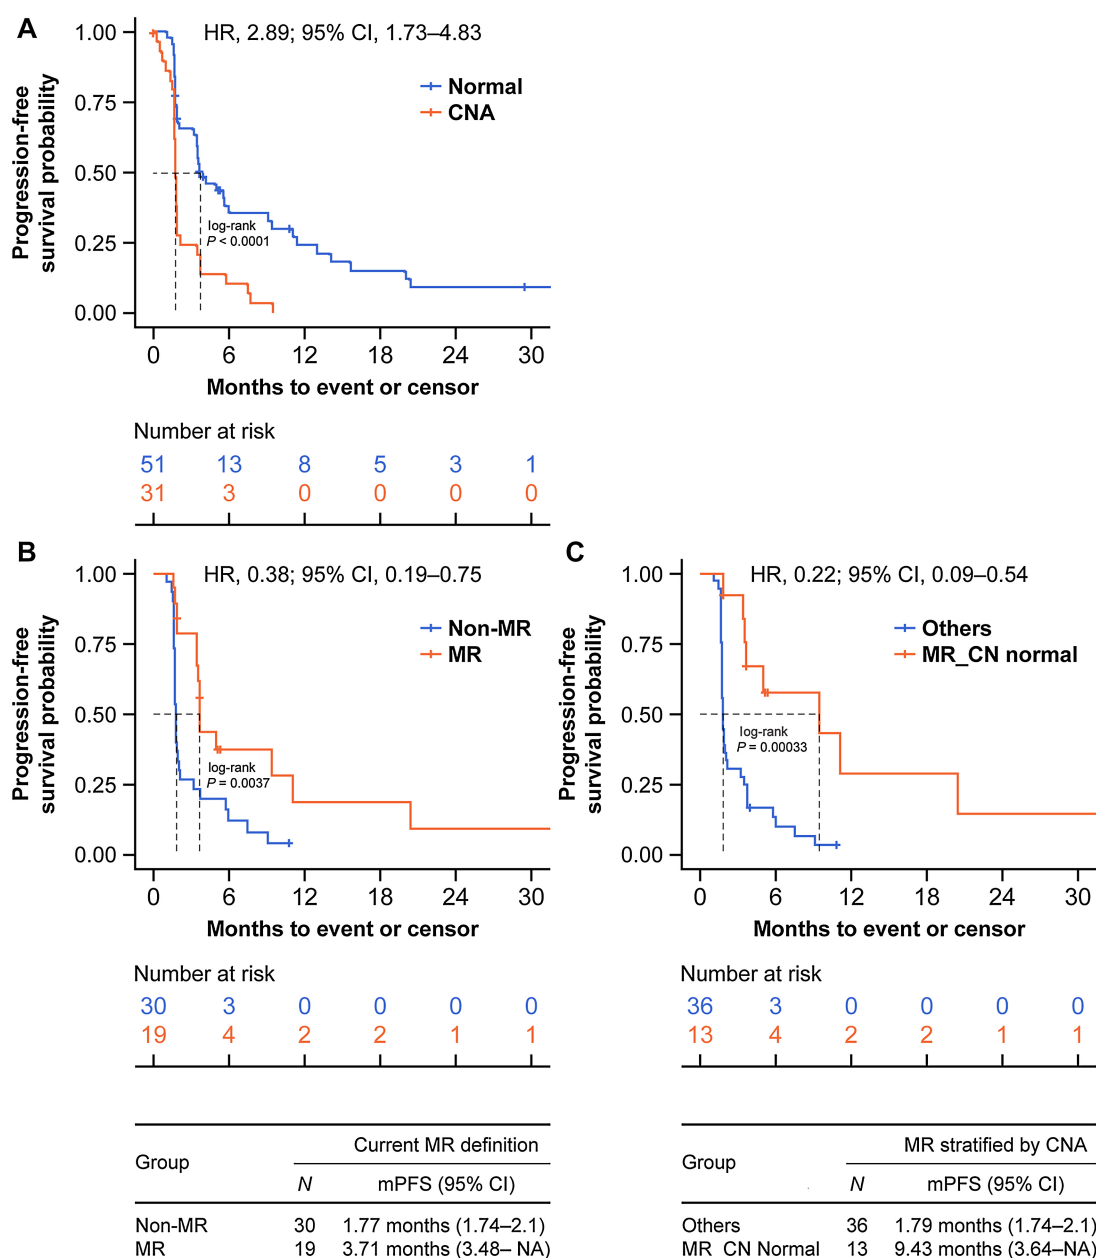 A
HR, 2.89; 95% CI, 1.73–4.83
Progression-free
survival probability
1.00
0.75
0.50
0.25
0.00
Normal
CNA
log-rank
P < 0.0001
0 6 12 18 24 30
Months to event or censor
Number at risk
51 13 8 5 3 1
31 3 0 0 0 0
B
HR, 0.38; 95% CI, 0.19–0.75
Progression-free
survival probability
1.00
0.75
0.50
0.25
0.00
Non-MR
MR
log-rank
P = 0.0037
0 6 12 18 24 30
Months to event or censor
Number at risk
30 3 0 0 0 0
19 4 2 2 1 1
Group
Current MR definition
N mPFS (95% CI)
Non-MR 30 1.77 months (1.74–2.1)
MR 19 3.71 months (3.48– NA)
C
HR, 0.22; 95% CI, 0.09–0.54
Progression-free
survival probability
1.00
0.75
0.50
0.25
0.00
Others
MR_CN normal
log-rank
P = 0.00033
0 6 12 18 24 30
Months to event or censor
Number at risk
36 3 0 0 0 0
13 4 2 2 1 1
Group
MR stratified by CNA
N mPFS (95% CI)
Others 36 1.79 months (1.74–2.1)
MR_CN Normal 13 9.43 months (3.64–NA)